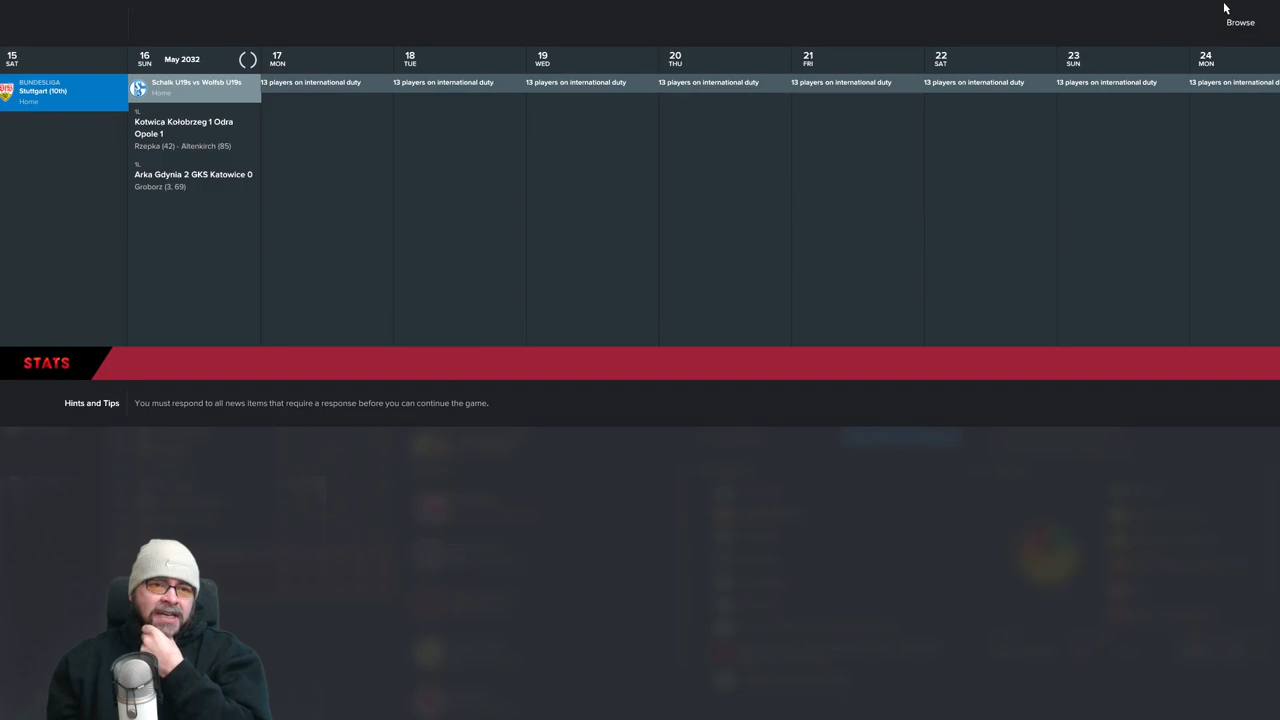 Browse
15
SAT
16
SUN
May 2032
17
MON
18
TUE
19
WED
20
THU
21
FRI
22
SAT
23
SUN
24
MON
BUNDESLIGA
Stuttgart (10th)
Home
Schalk U19s vs Wolfsb U19s
Home
13 players on international duty
13 players on international duty
13 players on international duty
13 players on international duty
13 players on international duty
13 players on international duty
13 players on international duty
13 players on international d
1L
Kotwica Kołobrzeg 1 Odra
Opole 1
Rzepka (42) - Altenkirch (85)
1L
Arka Gdynia 2 GKS Katowice 0
Groborz (3, 69)
STATS
Hints and Tips
You must respond to all news items that require a response before you can continue the game.